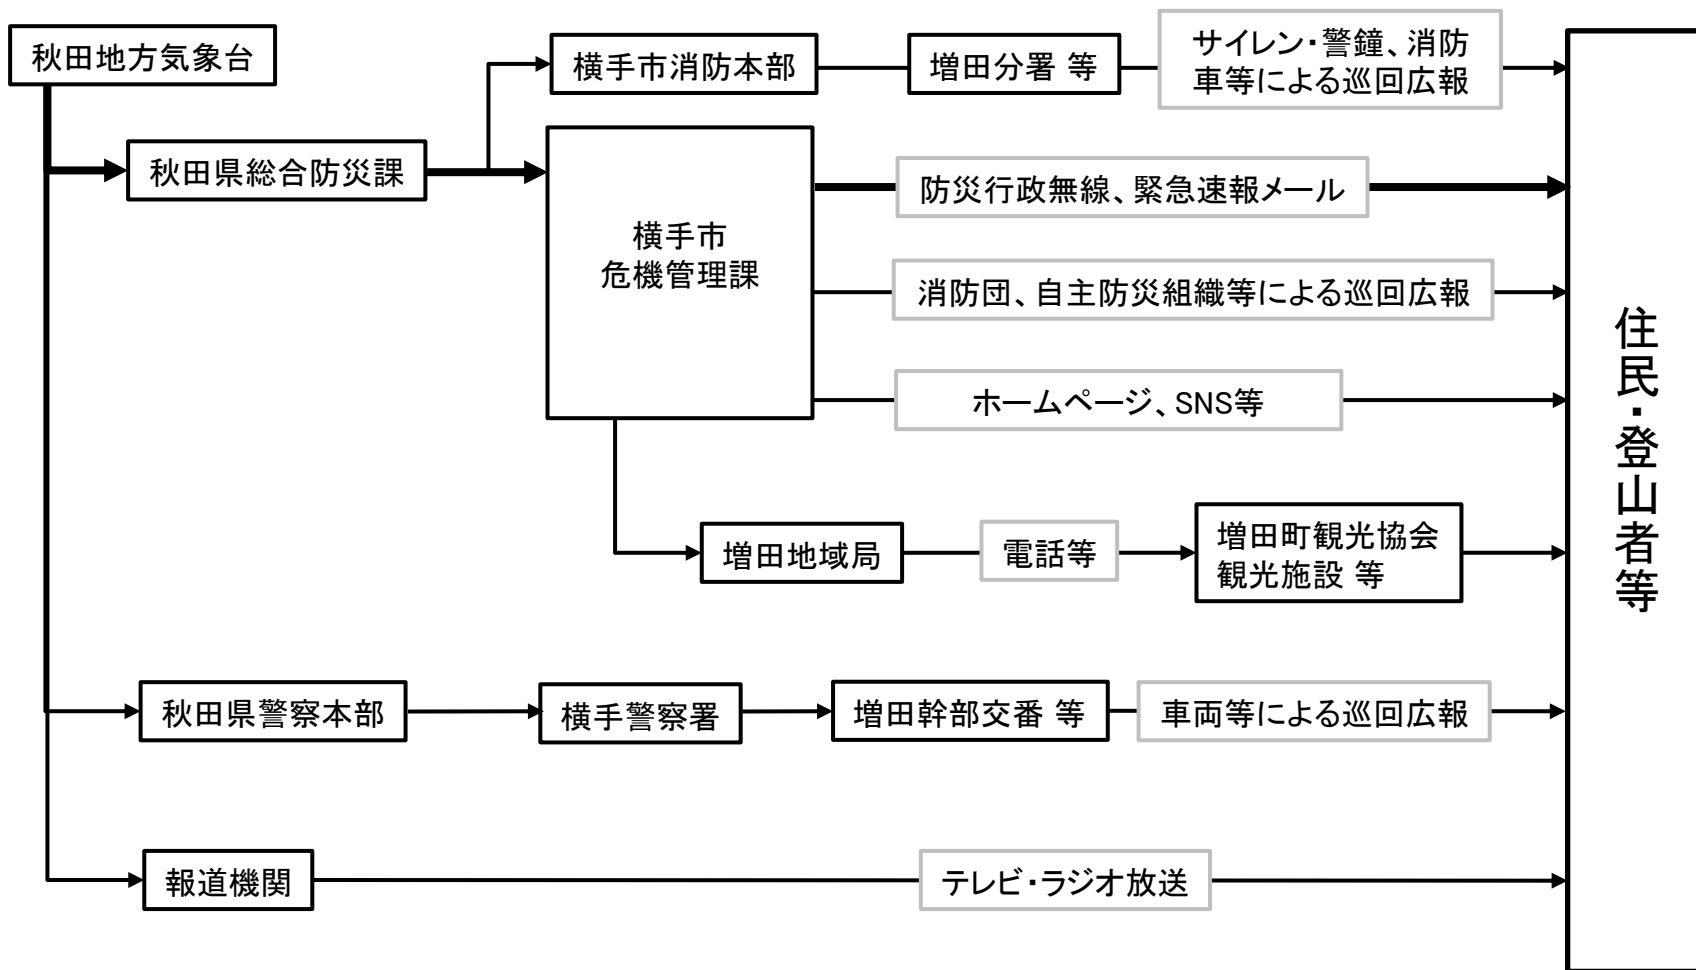 秋田地方気象台
横手市消防本部
増田分署 等
サイレン・警鐘、消防
車等による巡回広報
秋田県総合防災課
横手市
危機管理課
防災行政無線、緊急速報メール
消防団、自主防災組織等による巡回広報
ホームページ、SNS等
増田地域局
電話等
増田町観光協会
観光施設 等
秋田県警察本部
横手警察署
増田幹部交番 等
車両等による巡回広報
報道機関
テレビ・ラジオ放送
住民・登山者等